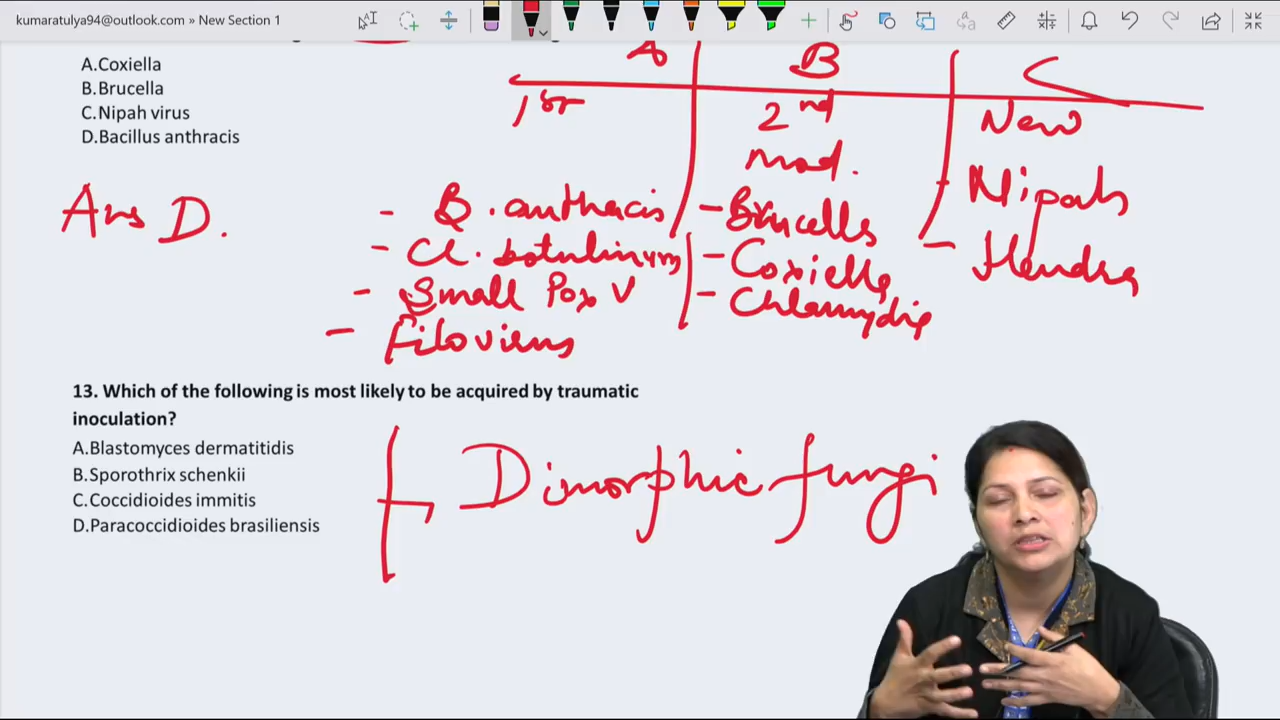 kumaratulya94@outlook.com » New Section 1
A B C
A.Coxiella
B.Brucella
C.Nipah virus
D.Bacillus anthracis
1st 2nd New
mod.
Ans D.
- B. anthracis - Brucella - Nipah
- Cl. botulinum - Coxiella - Hendra
- Small Pox V - Chlamydia
- Filoviens
13. Which of the following is most likely to be acquired by traumatic
inoculation?
A.Blastomyces dermatitidis
B.Sporothrix schenkii
C.Coccidioides immitis
D.Paracoccidioides brasiliensis
Dimorphic fungi